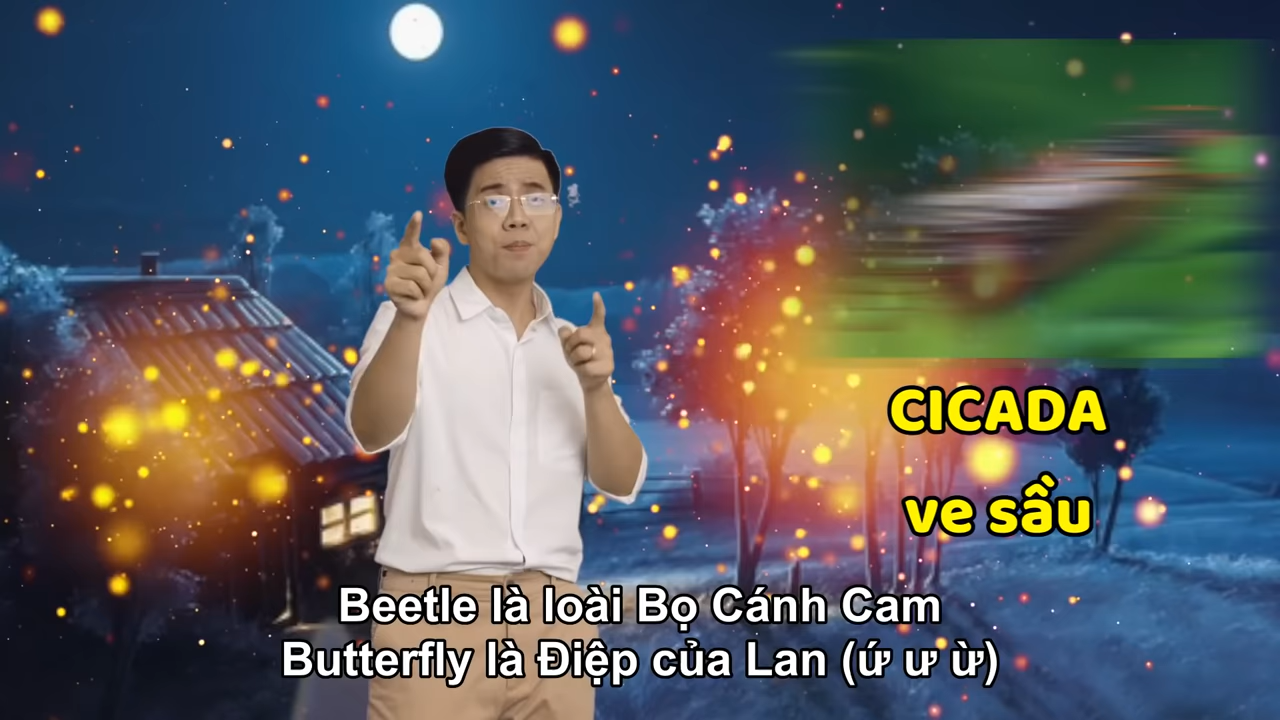 CICADA
ve sầu
Beetle là loài Bọ Cánh Cam
Butterfly là Điệp của Lan (ứ ư ừ)